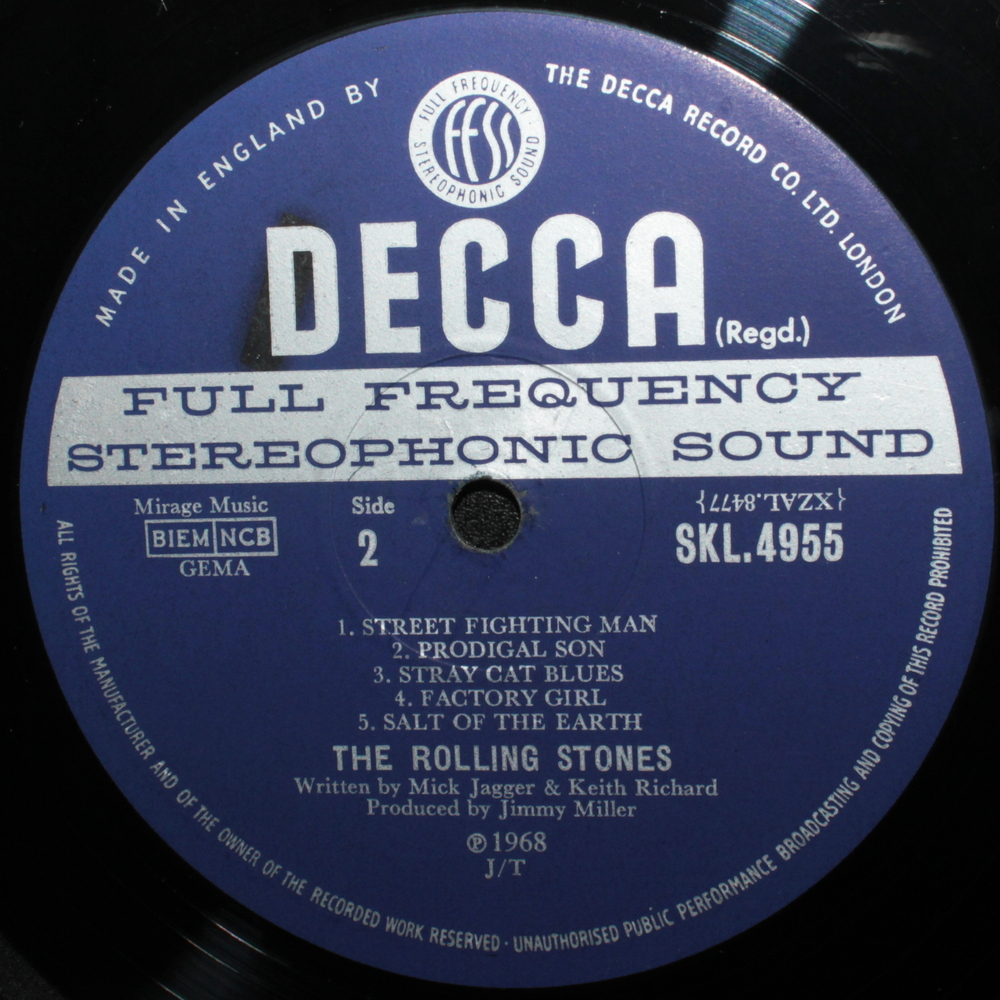 MADE IN ENGLAND BY
THE DECCA RECORD CO. LTD. LONDON
FULL FREQUENCY
STEREOPHONIC SOUND
FFSS
DECCA (Regd.)
FULL FREQUENCY
STEREOPHONIC SOUND
Mirage Music
BIEM NCB
GEMA
Side
2
{XZAL.8477}
SKL.4955
1. STREET FIGHTING MAN
2. PRODIGAL SON
3. STRAY CAT BLUES
4. FACTORY GIRL
5. SALT OF THE EARTH
THE ROLLING STONES
Written by Mick Jagger & Keith Richard
Produced by Jimmy Miller
℗ 1968
J/T
ALL RIGHTS OF THE MANUFACTURER AND OF THE OWNER OF THE RECORDED WORK RESERVED · UNAUTHORISED PUBLIC PERFORMANCE BROADCASTING AND COPYING OF THIS RECORD PROHIBITED